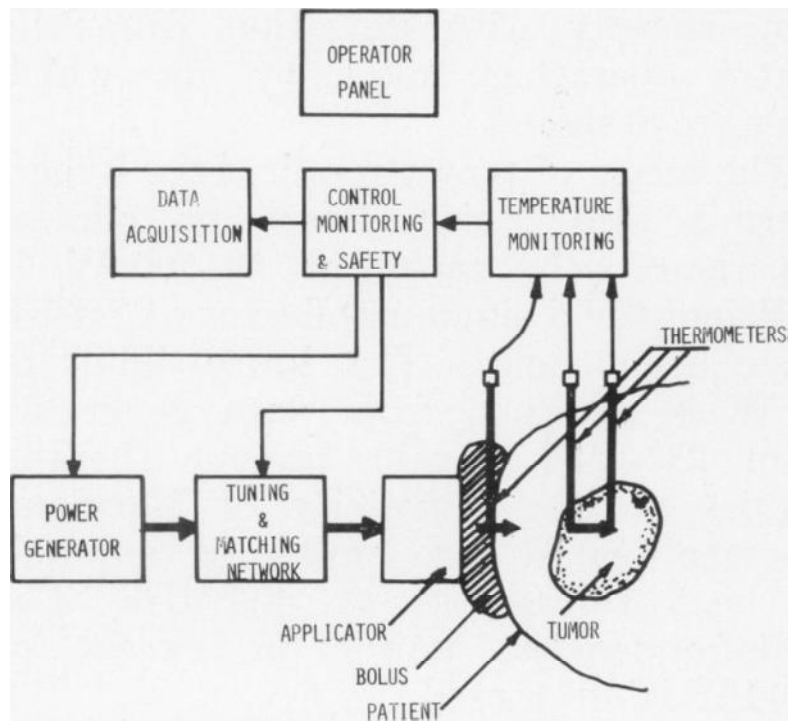 OPERATOR
PANEL
DATA
ACQUISITION
CONTROL
MONITORING
& SAFETY
TEMPERATURE
MONITORING
THERMOMETERS
POWER
GENERATOR
TUNING
&
MATCHING
NETWORK
APPLICATOR
BOLUS
PATIENT
TUMOR